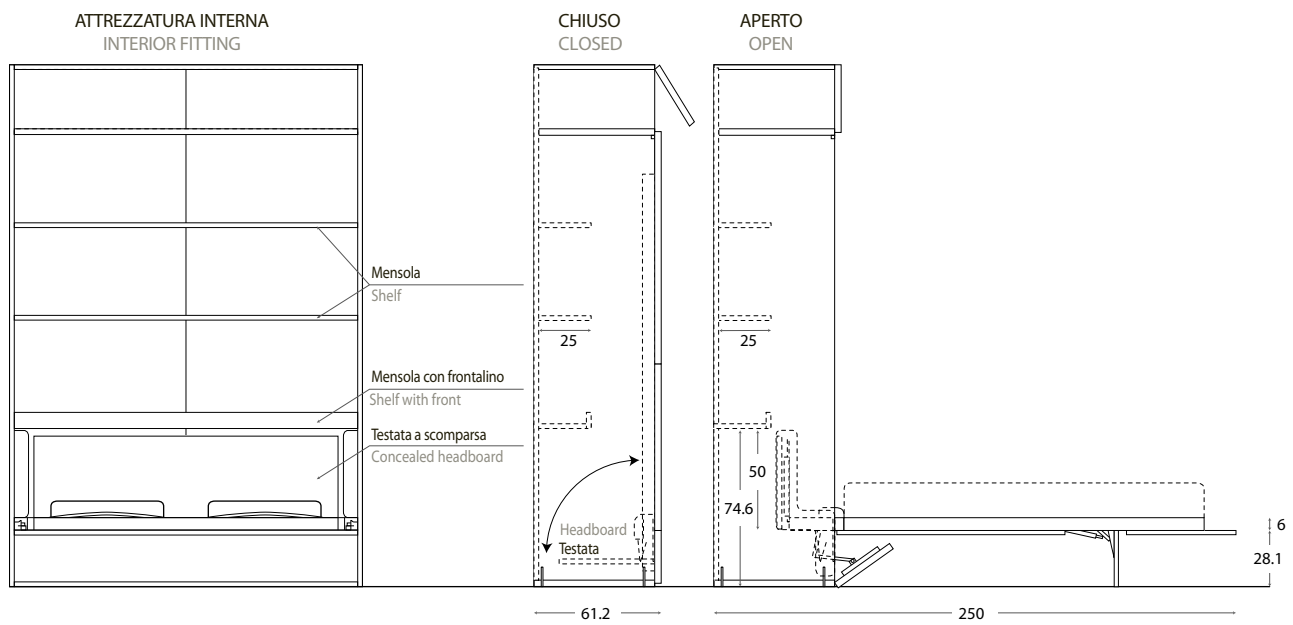 ATTREZZATURA INTERNA
INTERIOR FITTING
CHIUSO
CLOSED
APERTO
OPEN
Mensola
Shelf
Mensola con frontalino
Shelf with front
Testata a scomparsa
Concealed headboard
25
Headboard
Testata
61.2
25
50
74.6
6
28.1
250